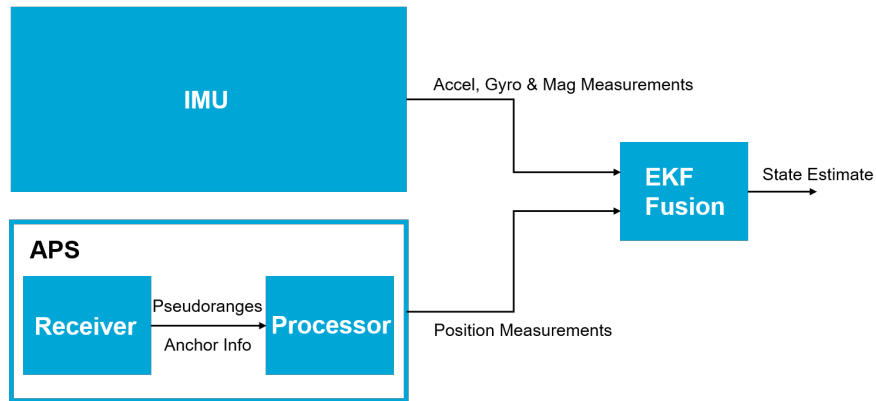 IMU
Accel, Gyro & Mag Measurements
EKF
Fusion
State Estimate
APS
Receiver
Pseudoranges
Anchor Info
Processor
Position Measurements